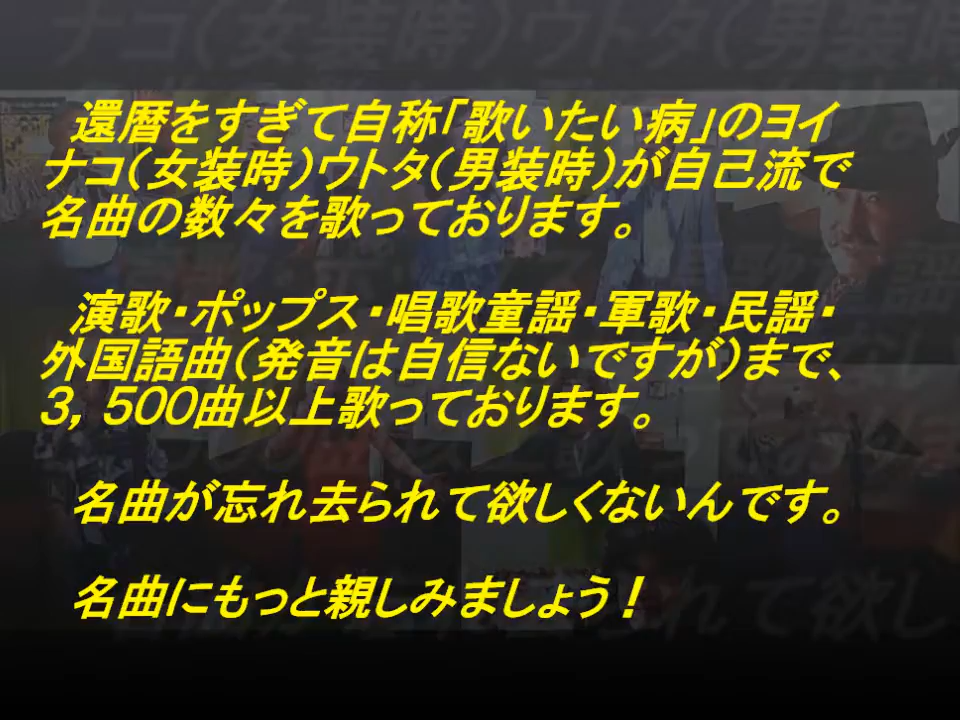 還暦をすぎて自称「歌いたい病」のヨイ
ナコ(女装時)ウトタ(男装時)が自己流で
名曲の数々を歌っております。
演歌・ポップス・唱歌童謡・軍歌・民謡・
外国語曲(発音は自信ないですが)まで、
３，５００曲以上歌っております。
名曲が忘れ去られて欲しくないんです。
名曲にもっと親しみましょう！